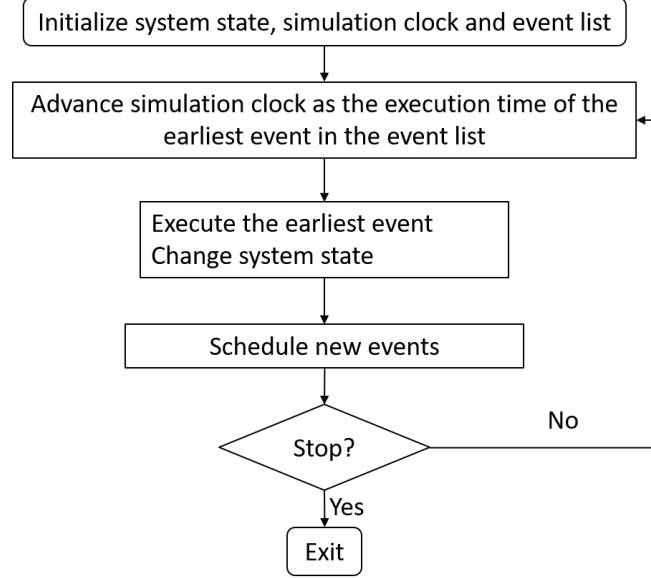 Initialize system state, simulation clock and event list
Advance simulation clock as the execution time of the
earliest event in the event list
Execute the earliest event
Change system state
Schedule new events
Stop?
No
Yes
Exit